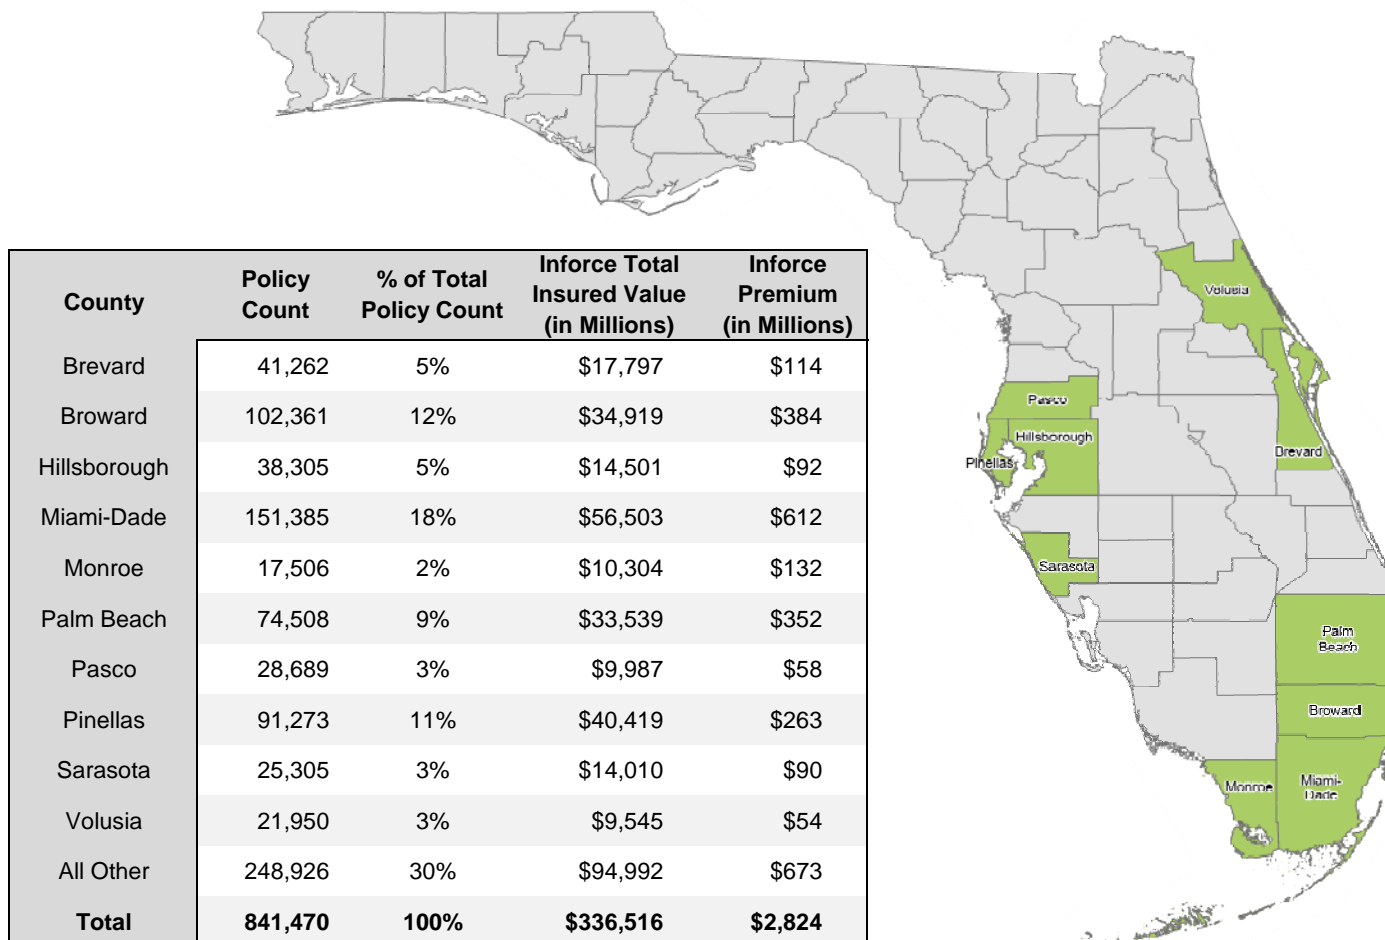 County Policy Count % of Total Policy Count Inforce Total Insured Value (in Millions) Inforce Premium (in Millions)
Brevard 41,262 5% $17,797 $114
Broward 102,361 12% $34,919 $384
Hillsborough 38,305 5% $14,501 $92
Miami-Dade 151,385 18% $56,503 $612
Monroe 17,506 2% $10,304 $132
Palm Beach 74,508 9% $33,539 $352
Pasco 28,689 3% $9,987 $58
Pinellas 91,273 11% $40,419 $263
Sarasota 25,305 3% $14,010 $90
Volusia 21,950 3% $9,545 $54
All Other 248,926 30% $94,992 $673
Total 841,470 100% $336,516 $2,824
Volusia
Pasco
Hillsborough
Pinellas
Brevard
Sarasota
Palm
Beach
Broward
Monroe
Miami-
Dade